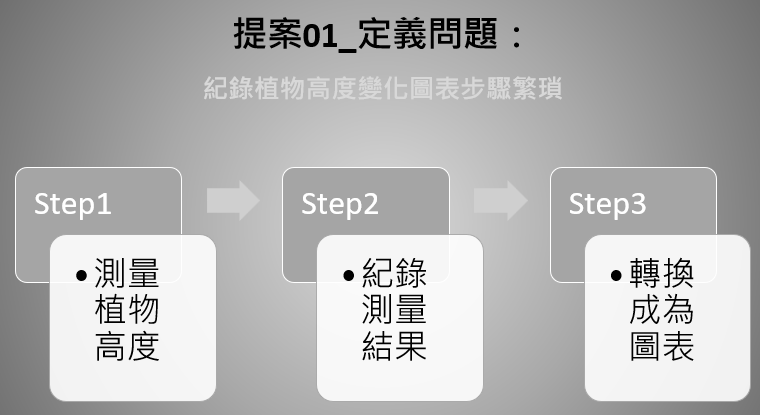 提案01_定義問題：
紀錄植物高度變化圖表步驟繁瑣
Step1
•測量
植物
高度
Step2
•紀錄
測量
結果
Step3
•轉換
成為
圖表